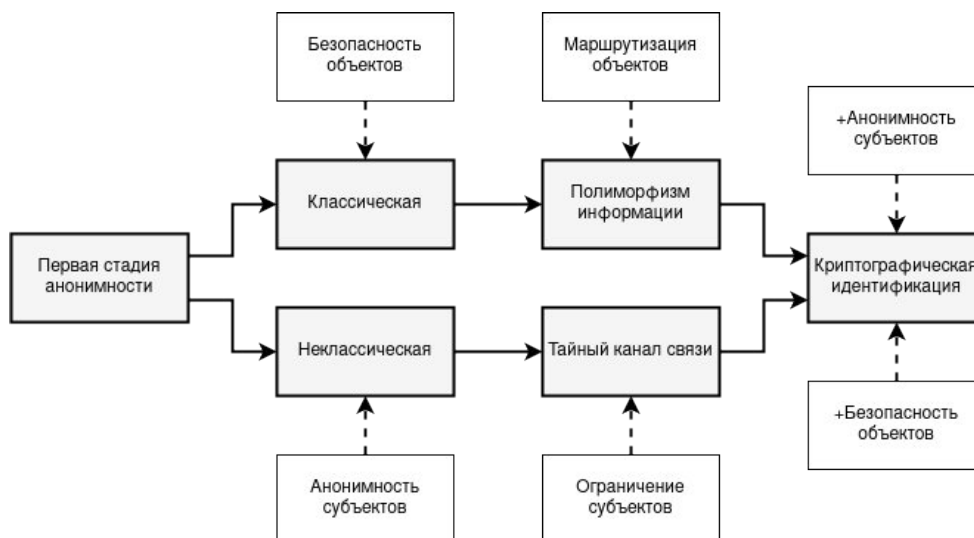 Безопасность
объектов
Маршрутизация
объектов
+Анонимность
субъектов
Классическая
Полиморфизм
информации
Первая стадия
анонимности
Криптографическая
идентификация
Неклассическая
Тайный канал связи
+Безопасность
объектов
Анонимность
субъектов
Ограничение
субъектов